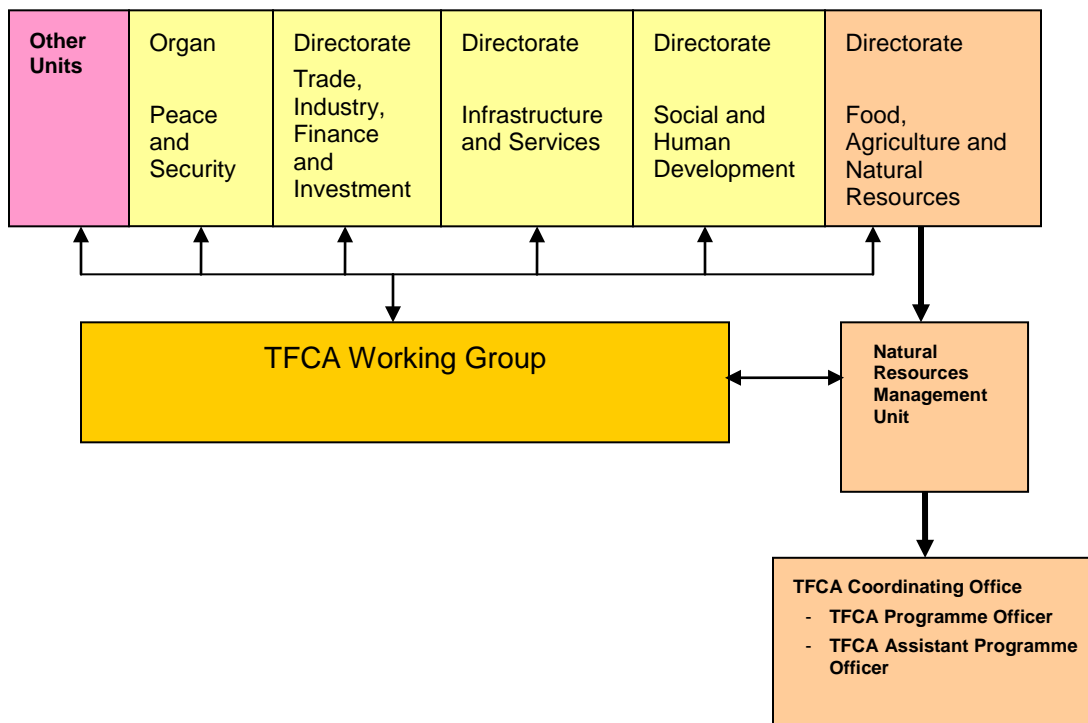 Other
Units
Organ
Peace
and
Security
Directorate
Trade,
Industry,
Finance
and
Investment
Directorate
Infrastructure
and Services
Directorate
Social and
Human
Development
Directorate
Food,
Agriculture and
Natural
Resources
TFCA Working Group
Natural
Resources
Management
Unit
TFCA Coordinating Office
- TFCA Programme Officer
- TFCA Assistant Programme
Officer